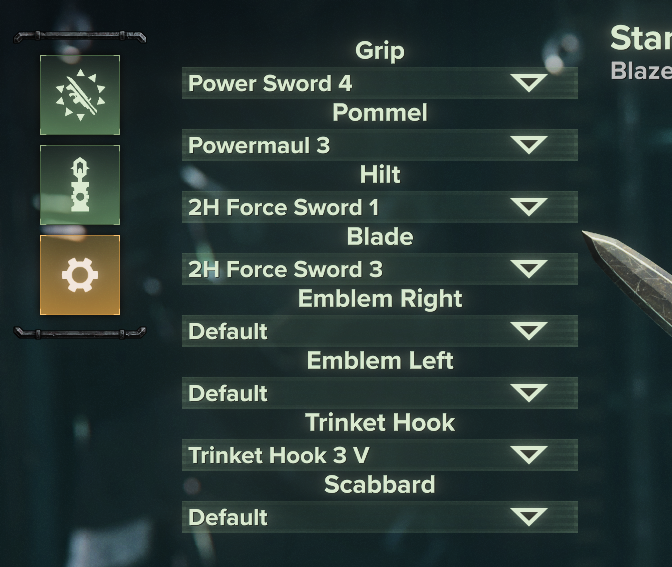 Grip
Power Sword 4
Pommel
Powermaul 3
Hilt
2H Force Sword 1
Blade
2H Force Sword 3
Emblem Right
Default
Emblem Left
Default
Trinket Hook
Trinket Hook 3 V
Scabbard
Default